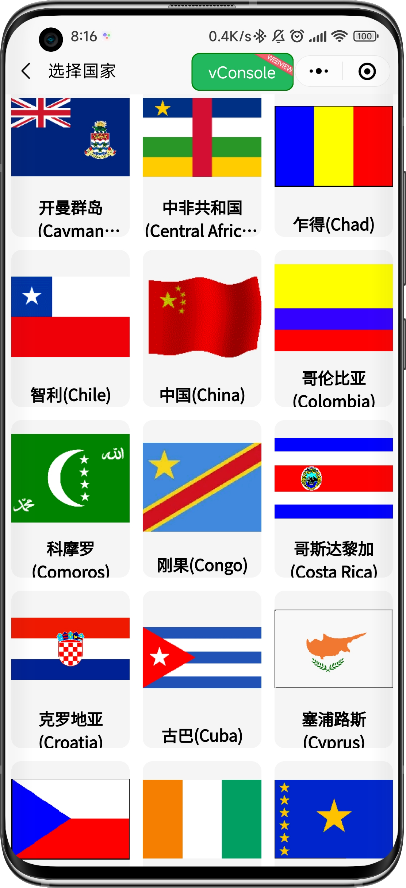 8:16
0.4K/s
100
选择国家
vConsole
WEBVIEW
开曼群岛
(Cayman…
中非共和国
(Central Afric…
乍得(Chad)
智利(Chile)
中国(China)
哥伦比亚
(Colombia)
科摩罗
(Comoros)
刚果(Congo)
哥斯达黎加
(Costa Rica)
克罗地亚
(Croatia)
古巴(Cuba)
塞浦路斯
(Cyprus)